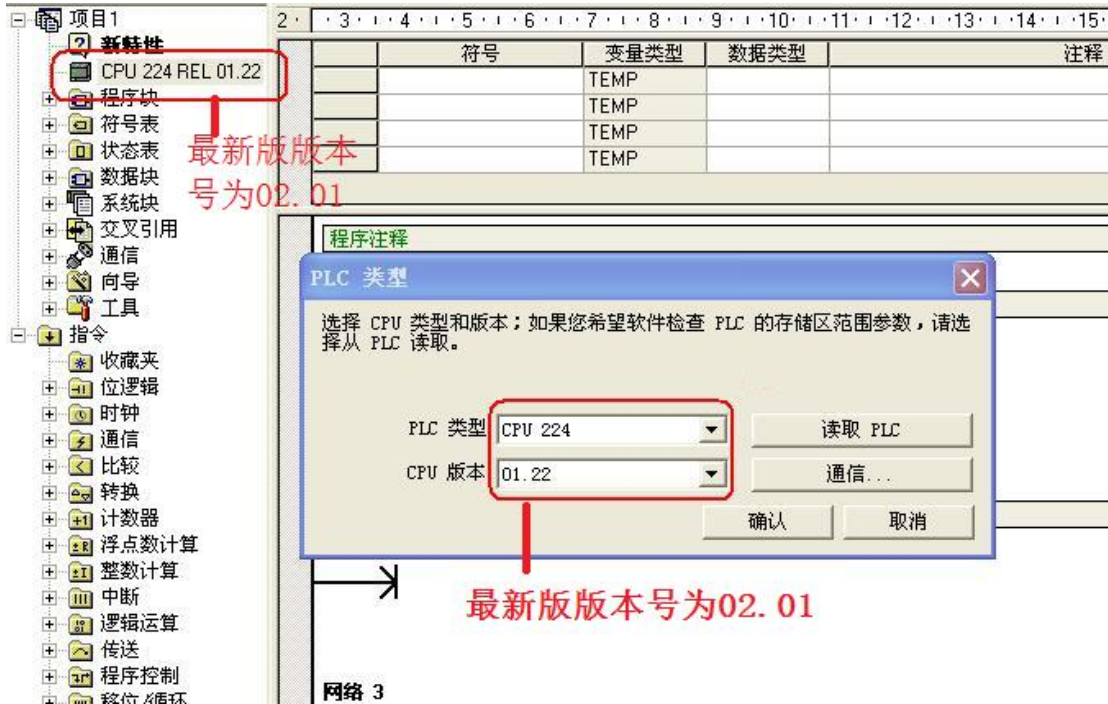 项目1
新特性
CPU 224 REL 01.22
程序块
符号表
状态表
数据块
系统块
交叉引用
通信
向导
工具
指令
收藏夹
位逻辑
时钟
通信
比较
转换
计数器
浮点数计算
整数计算
中断
逻辑运算
传送
程序控制
移位/循环
最新版版本
号为02.01
2 · · 3 · · 4 · · 5 · · 6 · · 7 · · 8 · · 9 · · 10 · · 11 · · 12 · · 13 · · 14 · · 15 ·
符号 变量类型 数据类型 注释
TEMP
TEMP
TEMP
TEMP
程序注释
PLC 类型
选择 CPU 类型和版本；如果您希望软件检查 PLC 的存储区范围参数，请选
择从 PLC 读取。
PLC 类型 CPU 224 读取 PLC
CPU 版本 01.22 通信...
确认 取消
最新版版本号为02.01
网络 3